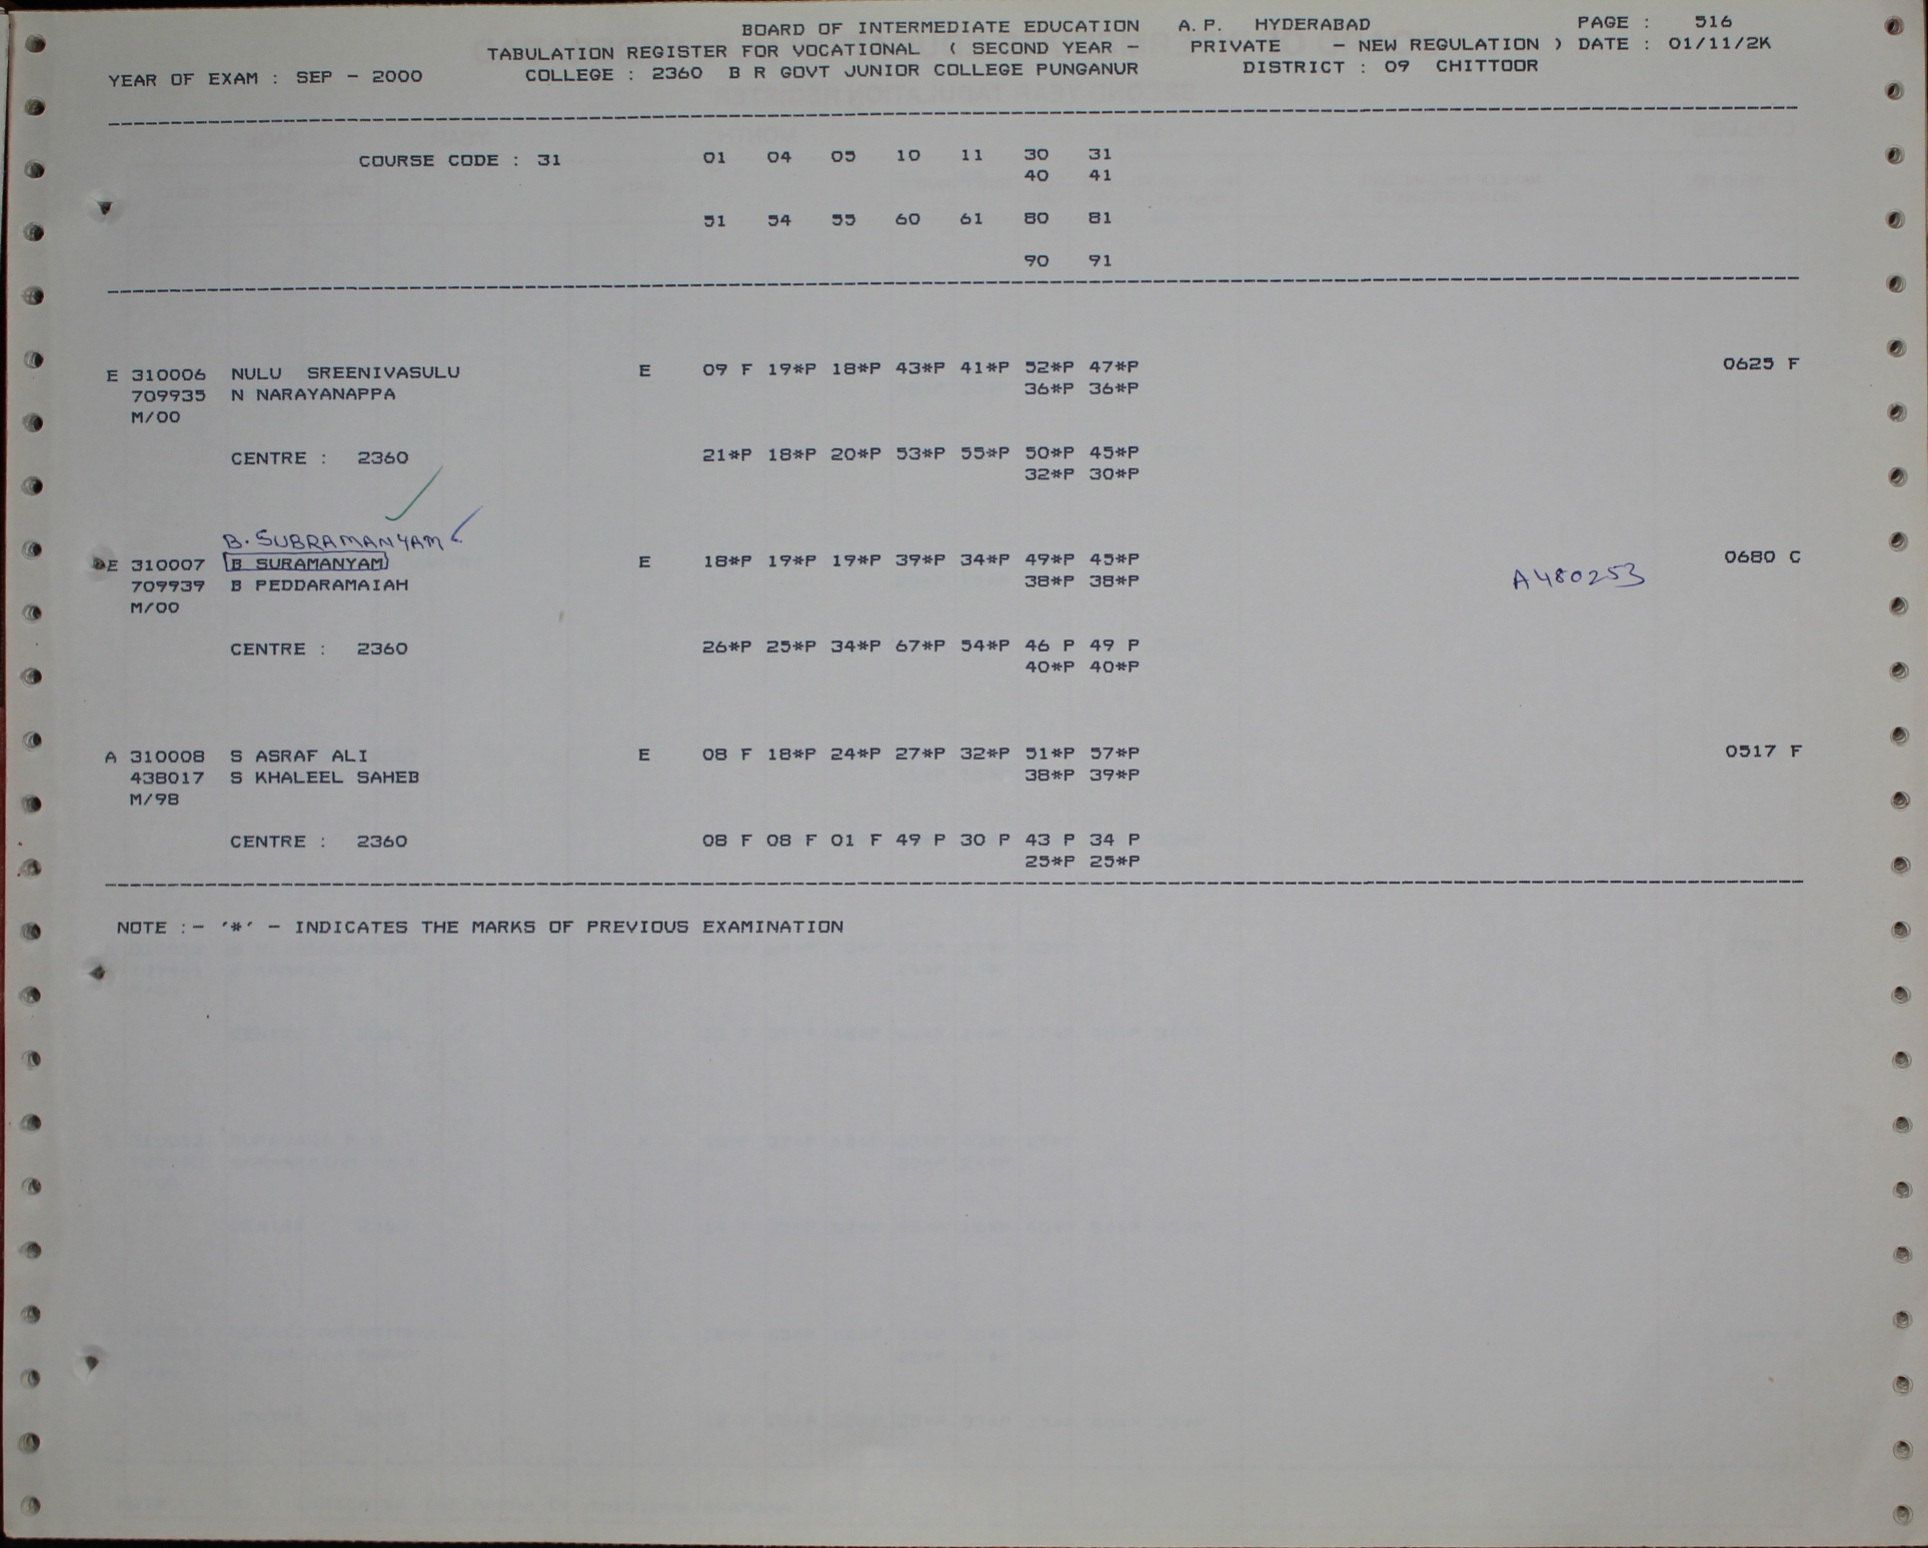 BOARD OF INTERMEDIATE EDUCATION A. P. HYDERABAD PAGE : 516
TABULATION REGISTER FOR VOCATIONAL ( SECOND YEAR - PRIVATE - NEW REGULATION ) DATE : 01/11/2K
YEAR OF EXAM : SEP - 2000 COLLEGE : 2360 B R GOVT JUNIOR COLLEGE PUNGANUR DISTRICT : 09 CHITTOOR
COURSE CODE : 31 01 04 05 10 11 30 31
40 41
51 54 55 60 61 80 81
90 91
E 310006 NULU SREENIVASULU E 09 F 19*P 18*P 43*P 41*P 52*P 47*P 0625 F
709935 N NARAYANAPPA 36*P 36*P
M/00
CENTRE : 2360 21*P 18*P 20*P 53*P 55*P 50*P 45*P
32*P 30*P
B. SUBRAMANYAM
E 310007 B SURAMANYAM E 18*P 19*P 19*P 39*P 34*P 49*P 45*P 0680 C
709939 B PEDDARAMAIAH 38*P 38*P A480253
M/00
CENTRE : 2360 26*P 25*P 34*P 67*P 54*P 46 P 49 P
40*P 40*P
A 310008 S ASRAF ALI E 08 F 18*P 24*P 27*P 32*P 51*P 57*P 0517 F
438017 S KHALEEL SAHEB 38*P 39*P
M/98
CENTRE : 2360 08 F 08 F 01 F 49 P 30 P 43 P 34 P
25*P 25*P
NOTE :- '*' - INDICATES THE MARKS OF PREVIOUS EXAMINATION